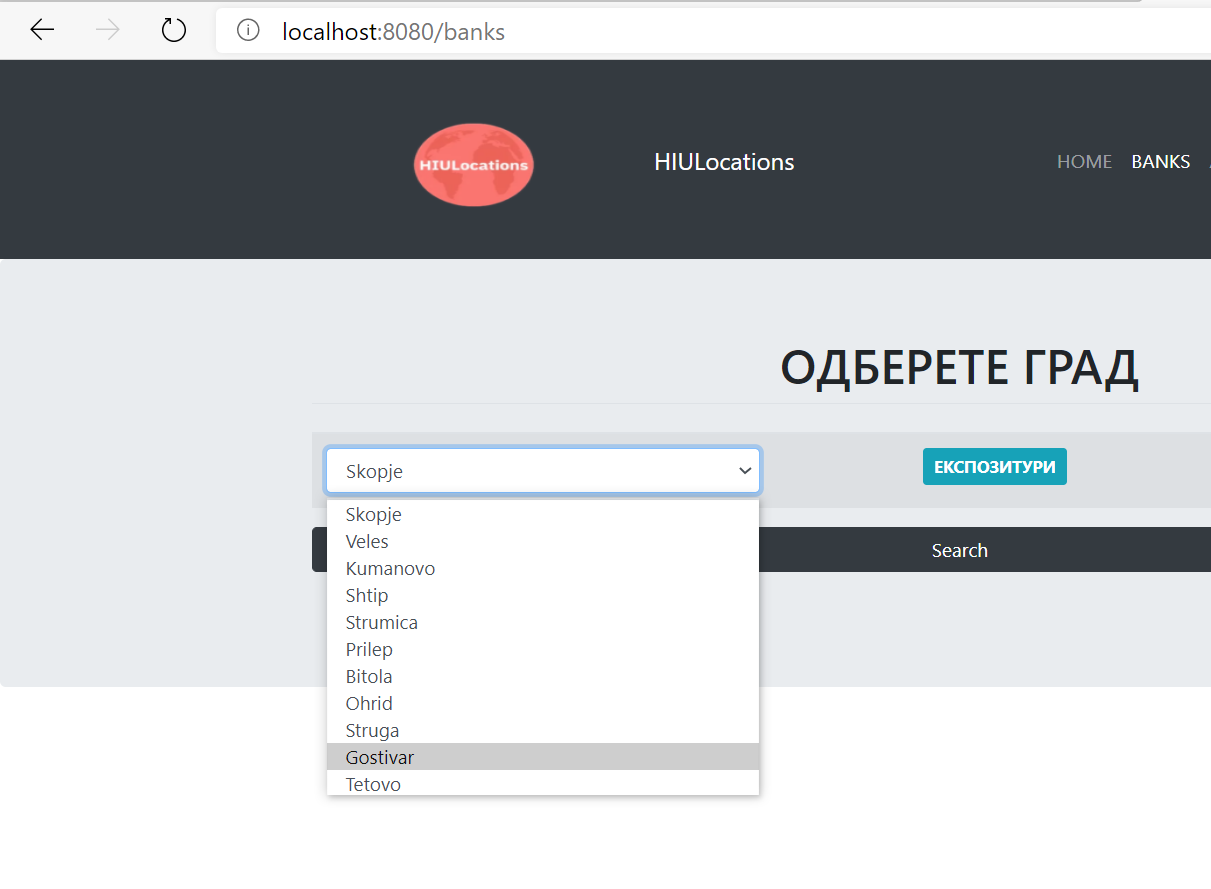 localhost:8080/banks
HIULocations
HIULocations
HOME BANKS
ОДБЕРЕТЕ ГРАД
Skopje
ЕКСПОЗИТУРИ
Search
Skopje
Veles
Kumanovo
Shtip
Strumica
Prilep
Bitola
Ohrid
Struga
Gostivar
Tetovo